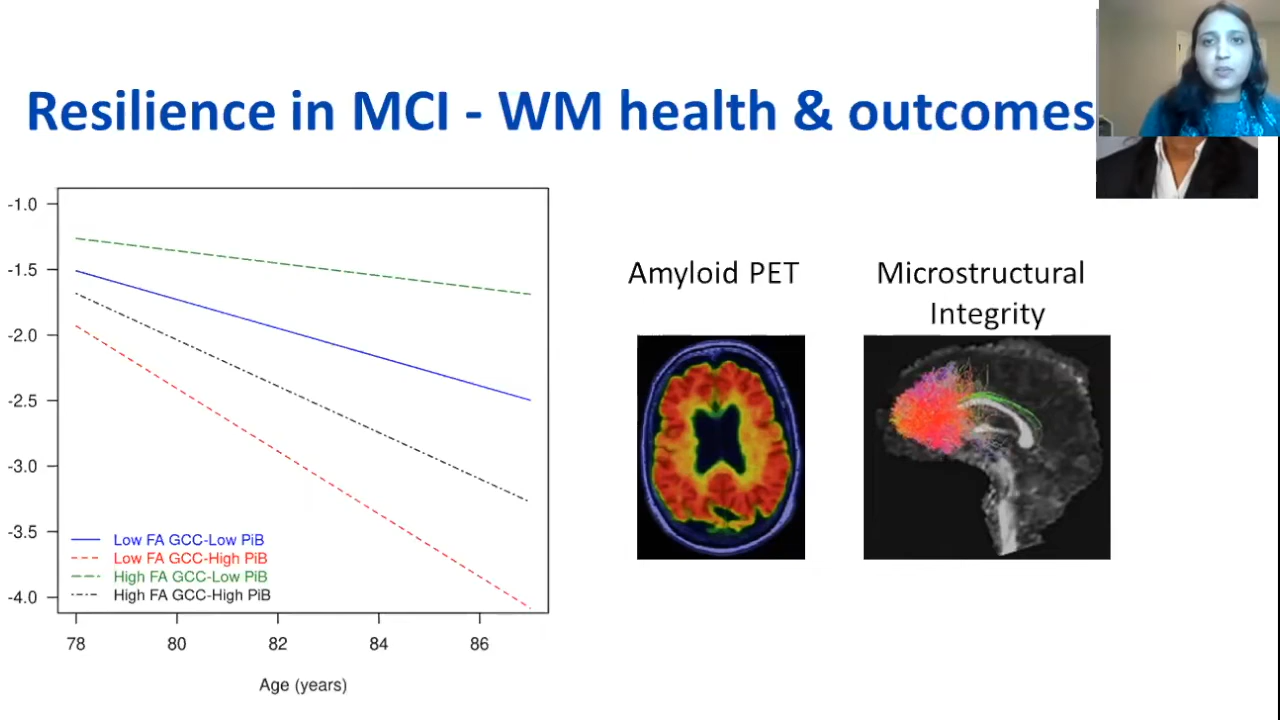 Resilience in MCI - WM health & outcomes
-1.0
-1.5
-2.0
-2.5
-3.0
-3.5
-4.0
Low FA GCC-Low PiB
Low FA GCC-High PiB
High FA GCC-Low PiB
High FA GCC-High PiB
78 80 82 84 86
Age (years)
Amyloid PET
Microstructural
Integrity